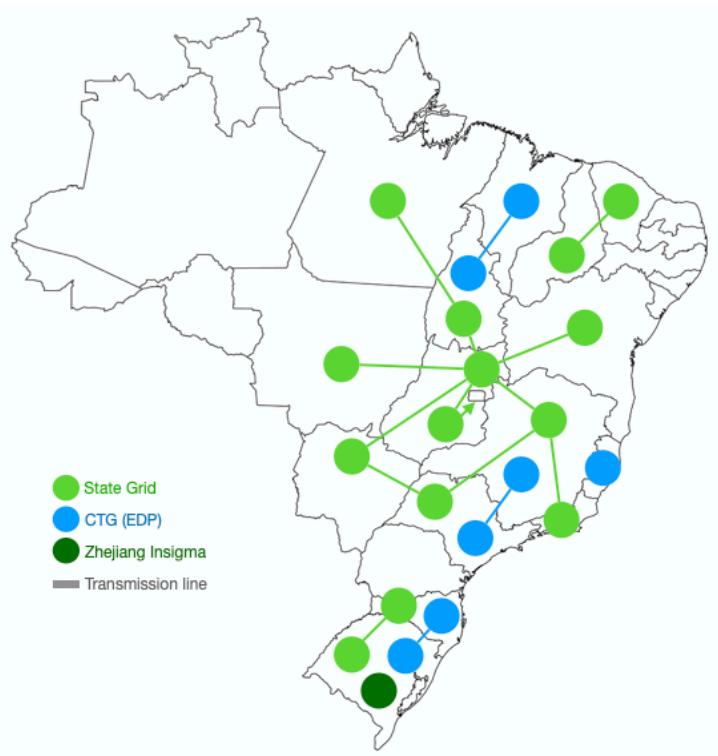 State Grid
CTG (EDP)
Zhejiang Insigma
Transmission line